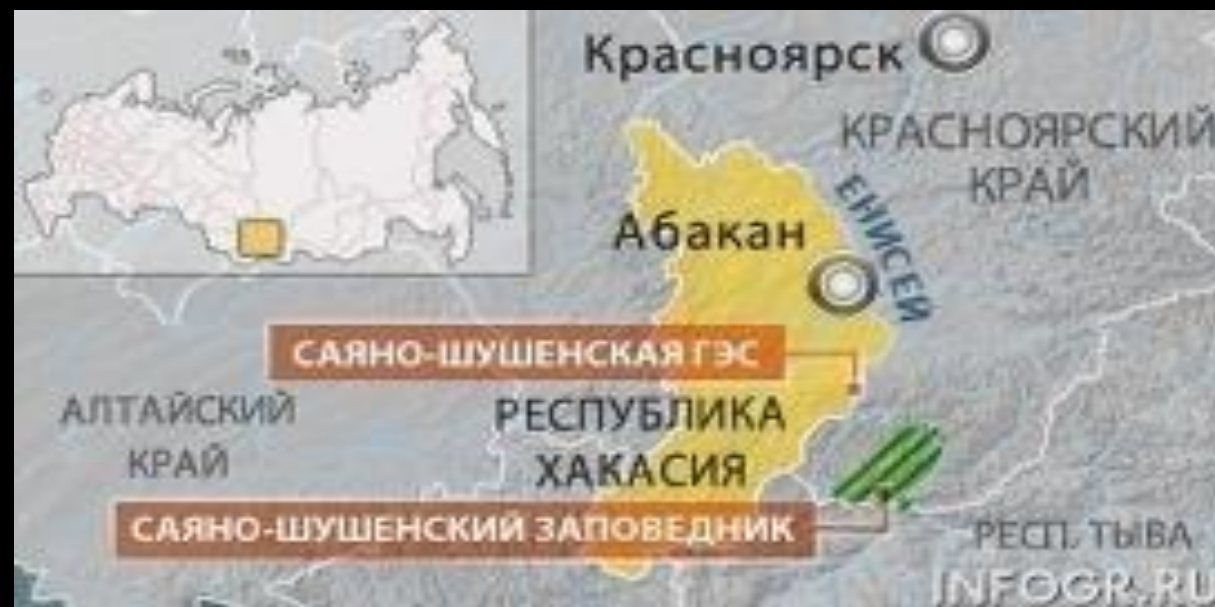 Красноярск
КРАСНОЯРСКИЙ
КРАЙ
ЕНИСЕЙ
Абакан
САЯНО-ШУШЕНСКАЯ ГЭС
АЛТАЙСКИЙ
КРАЙ
РЕСПУБЛИКА
ХАКАСИЯ
САЯНО-ШУШЕНСКИЙ ЗАПОВЕДНИК
РЕСП. ТЫВА
INFOGR.RU